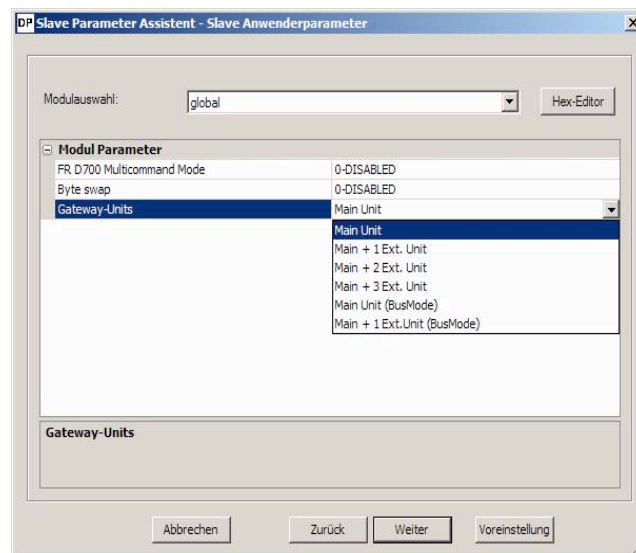 DP Slave Parameter Assistent - Slave Anwenderparameter
Modulauswahl: global Hex-Editor
Modul Parameter
FR D700 Multicommand Mode 0-DISABLED
Byte swap 0-DISABLED
Gateway-Units Main Unit
Main Unit
Main + 1 Ext. Unit
Main + 2 Ext. Unit
Main + 3 Ext. Unit
Main Unit (BusMode)
Main + 1 Ext.Unit (BusMode)
Gateway-Units
Abbrechen Zurück Weiter Voreinstellung